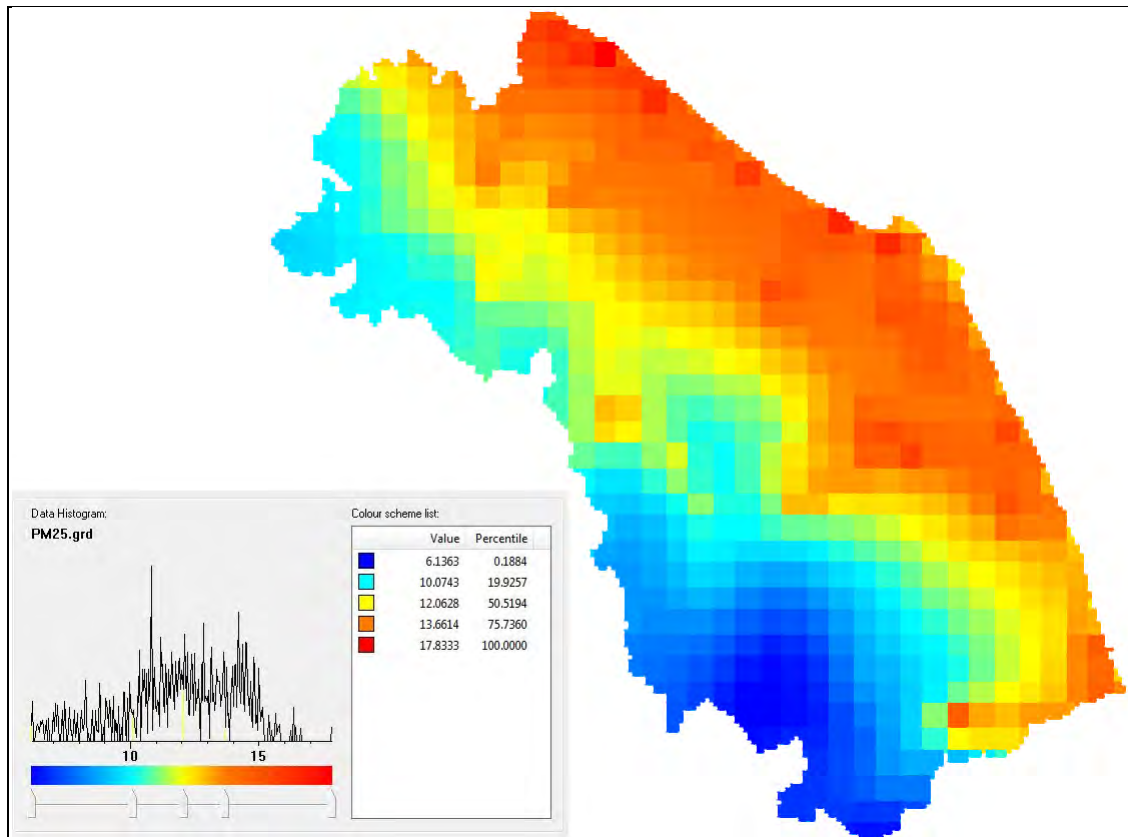 Data Histogram:
PM25.grd
10 15
Colour scheme list:
Value Percentile
6.1363 0.1884
10.0743 19.9257
12.0628 50.5194
13.6614 75.7360
17.8333 100.0000